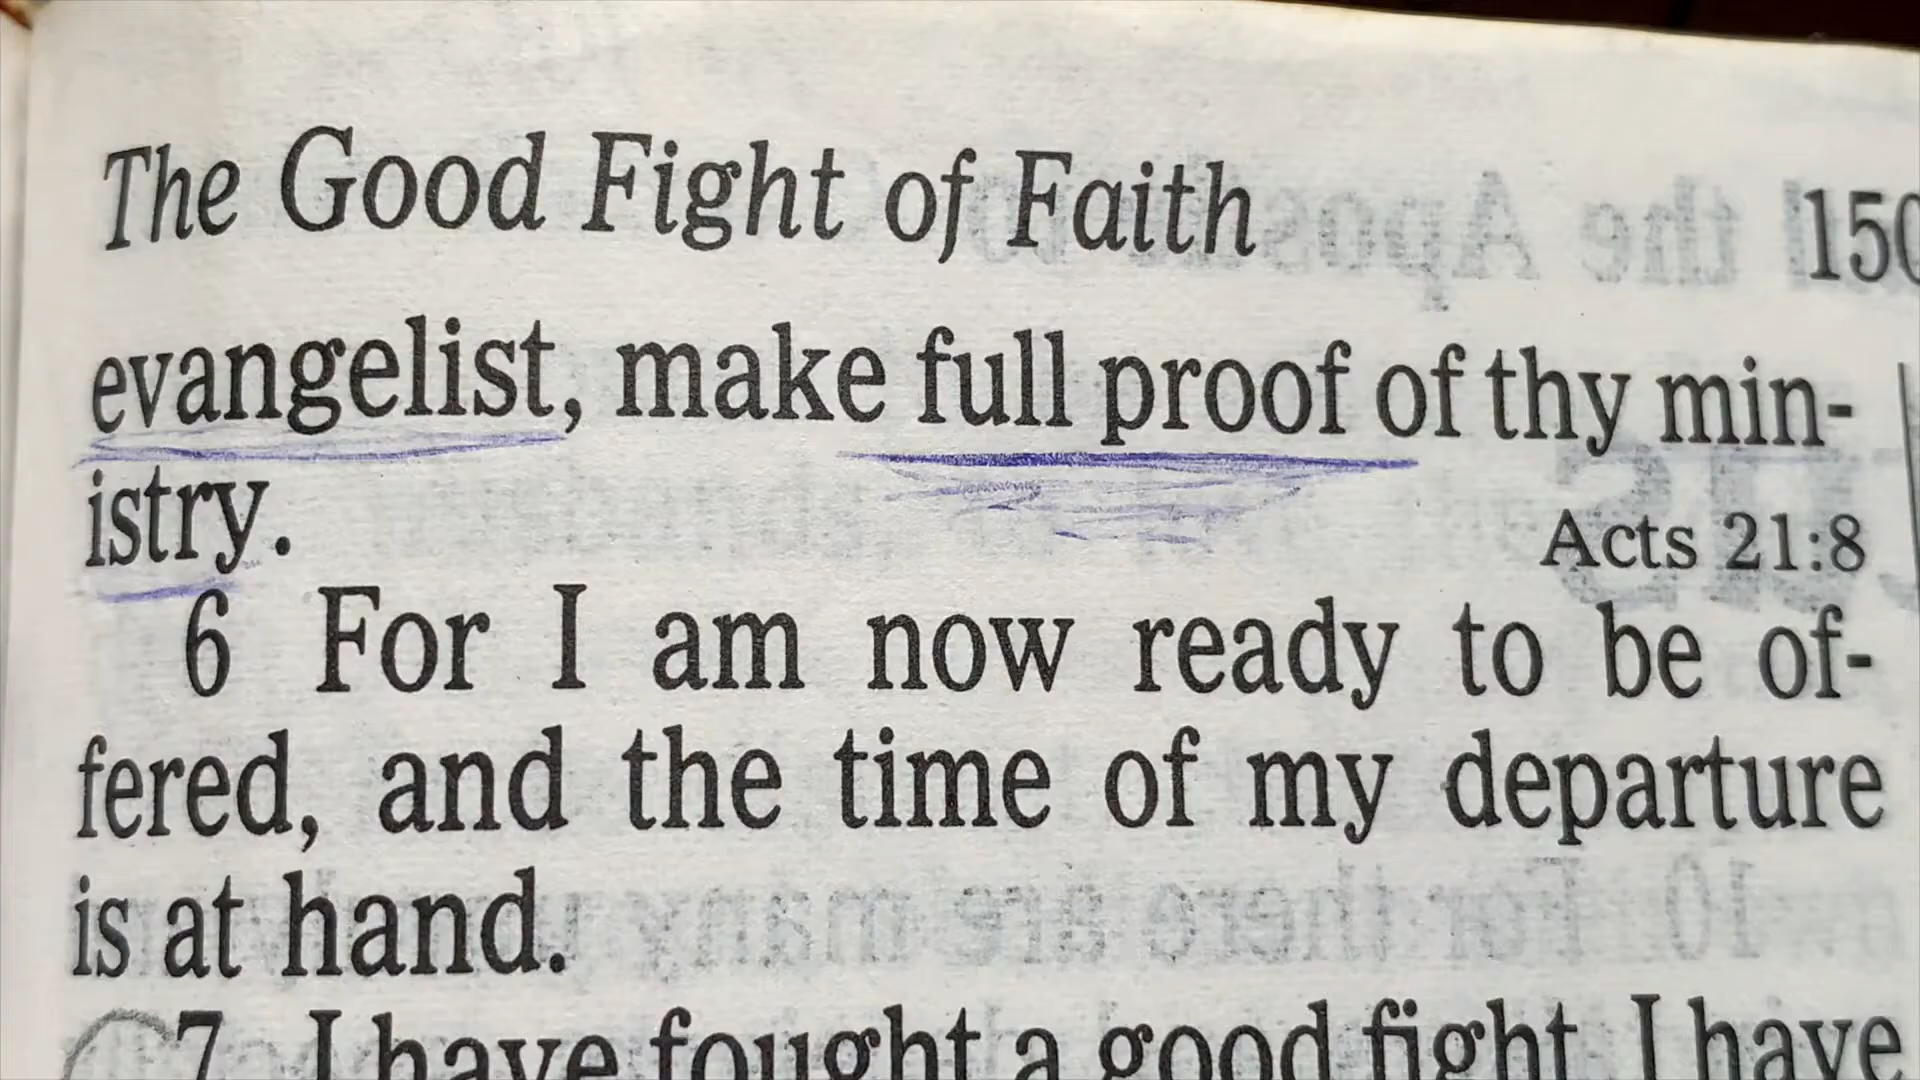 The Good Fight of Faith 150
evangelist, make full proof of thy min-
istry.
Acts 21:8
6 For I am now ready to be of-
fered, and the time of my departure
is at hand.
7 I have fought a good fight, I have